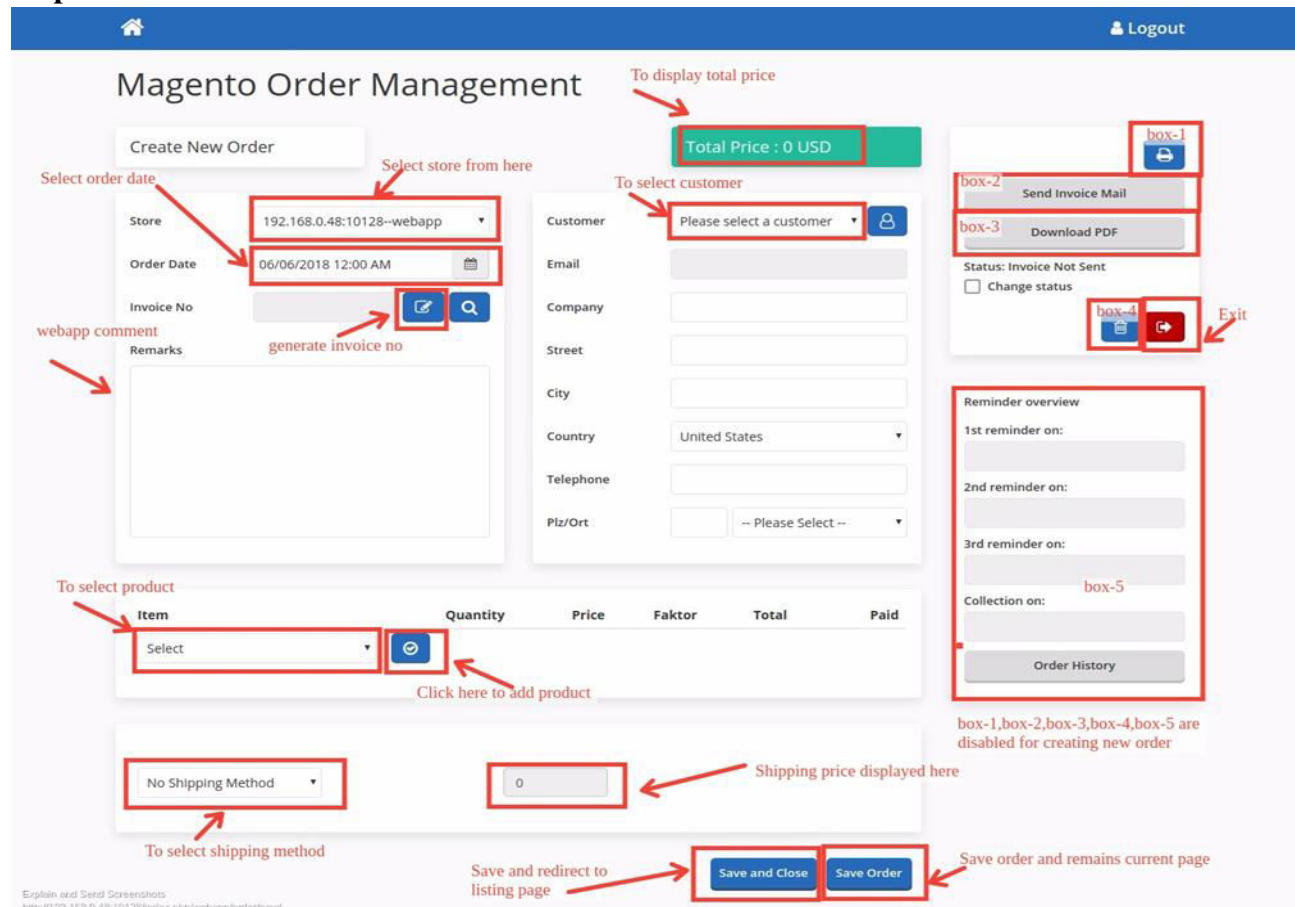 Logout
Magento Order Management
To display total price
Create New Order
Total Price : 0 USD
box-1
Select order date
Select store from here
To select customer
box-2
Send Invoice Mail
Store
192.168.0.48:10128--webapp
Customer
Please select a customer
box-3
Download PDF
Order Date
06/06/2018 12:00 AM
Email
Status: Invoice Not Sent
Change status
Invoice No
Company
box-4
Exit
webapp comment
generate invoice no
Remarks
Street
City
Reminder overview
Country
United States
1st reminder on:
Telephone
2nd reminder on:
Plz/Ort
-- Please Select --
3rd reminder on:
To select product
box-5
Item
Quantity
Price
Faktor
Total
Paid
Collection on:
Select
Order History
Click here to add product
box-1,box-2,box-3,box-4,box-5 are
disabled for creating new order
No Shipping Method
0
Shipping price displayed here
To select shipping method
Save and redirect to
listing page
Save and Close
Save Order
Save order and remains current page
Explain and Send Screenshots